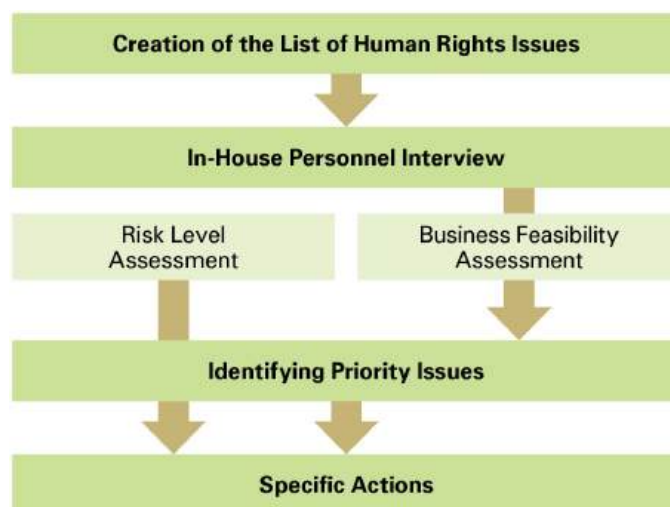 Creation of the List of Human Rights Issues
In-House Personnel Interview
Risk Level
Assessment
Business Feasibility
Assessment
Identifying Priority Issues
Specific Actions